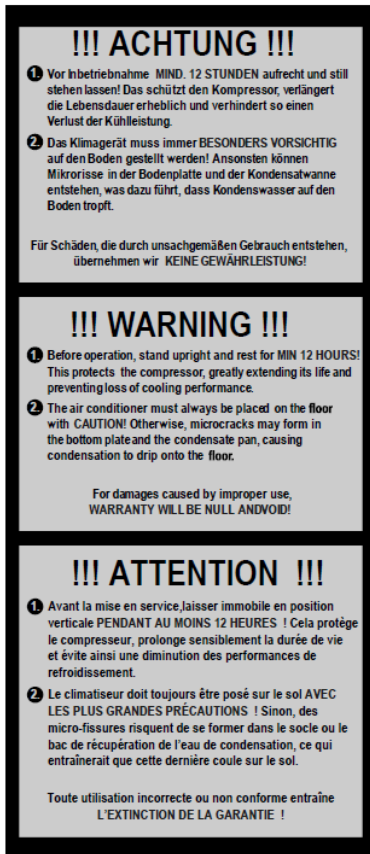 !!! ACHTUNG !!!
1. Vor Inbetriebnahme MIND. 12 STUNDEN aufrecht und still
stehen lassen! Das schützt den Kompressor, verlängert
die Lebensdauer erheblich und verhindert so einen
Verlust der Kühlleistung.
2. Das Klimagerät muss immer BESONDERS VORSICHTIG
auf den Boden gestellt werden! Ansonsten können
Mikrorisse in der Bodenplatte und der Kondensatwanne
entstehen, was dazu führt, dass Kondenswasser auf den
Boden tropft.
Für Schäden, die durch unsachgemäßen Gebrauch entstehen,
übernehmen wir KEINE GEWÄHRLEISTUNG!
!!! WARNING !!!
1. Before operation, stand upright and rest for MIN 12 HOURS!
This protects the compressor, greatly extending its life and
preventing loss of cooling performance.
2. The air conditioner must always be placed on the floor
with CAUTION! Otherwise, microcracks may form in
the bottom plate and the condensate pan, causing
condensation to drip onto the floor.
For damages caused by improper use,
WARRANTY WILL BE NULL ANDVOID!
!!! ATTENTION !!!
1. Avant la mise en service,laisser immobile en position
verticale PENDANT AU MOINS 12 HEURES ! Cela protège
le compresseur, prolonge sensiblement la durée de vie
et évite ainsi une diminution des performances de
refroidissement.
2. Le climatiseur doit toujours être posé sur le sol AVEC
LES PLUS GRANDES PRÉCAUTIONS ! Sinon, des
micro-fissures risquent de se former dans le socle ou le
bac de récupération de l'eau de condensation, ce qui
entraînerait que cette dernière coule sur le sol.
Toute utilisation incorrecte ou non conforme entraîne
L'EXTINCTION DE LA GARANTIE !